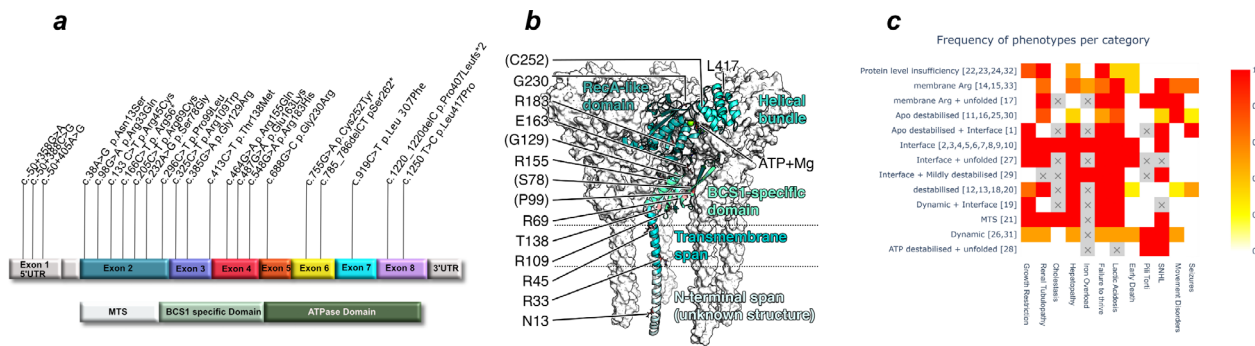 a
c.-50+358G>A
c.-50+405A>G
c.38A>G p.Asn13Ser
c.98G>A p.Arg33Gln
c.133 C>T p.Arg45Cys
c.205C>T p.Arg69Cys
c.232A>G p.Ser78Gly
c.296C>T p.Pro99Leu
c.325C>T p.Arg109Trp
c.385G>A p.Gly129Arg
c.413C>T p.Thr138Met
c.464G>A p.Arg155Gln
c.487G>A p.Glu163Lys
c.548G>A p.Arg183His
c.688G>C p.Gly230Arg
c.755G>A p.Cys252Tyr
c.785_786delCT pSer262*
c.919C>T p.Leu 307Phe
c.1220_1220delC p.Pro407Leufs*2
c.1250 T>C p.Leu417Pro
Exon 1
5'UTR
Exon 2
Exon 3
Exon 4
Exon 5
Exon 6
Exon 7
Exon 8
3'UTR
MTS
BCS1 specific Domain
ATPase Domain
b
(C252)
G230
R183
E163
(G129)
R155
(S78)
(P99)
R69
T138
R109
R45
R33
N13
L417
RecA-like
domain
Helical
bundle
ATP+Mg
BCS1-specific
domain
Transmembrane
span
N-terminal span
(unknown structure)
c
Frequency of phenotypes per category
Protein level insufficiency [22,23,24,32]
membrane Arg [14,15,33]
membrane Arg + unfolded [17]
Apo destabilised [11,16,25,30]
Apo destabilised + Interface [1]
Interface [2,3,4,5,6,7,8,9,10]
Interface + unfolded [27]
Interface + Mildly destabilised [29]
destabilised [12,13,18,20]
Dynamic + Interface [19]
MTS [21]
Dynamic [26,31]
ATP destabilised + unfolded [28]
Growth Restriction
Renal Tubulopathy
Cholestasis
Hepatopathy
Iron Overload
Failure to thrive
Lactic Acidosis
Early Death
Pili Torti
SNHL
Movement Disorders
Seizures